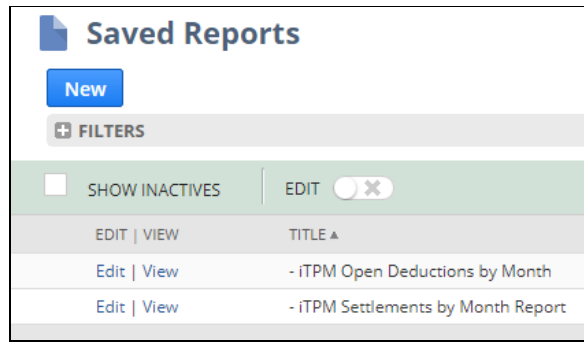 Saved Reports
New
FILTERS
SHOW INACTIVES EDIT
EDIT | VIEW TITLE ▲
Edit | View - iTPM Open Deductions by Month
Edit | View - iTPM Settlements by Month Report